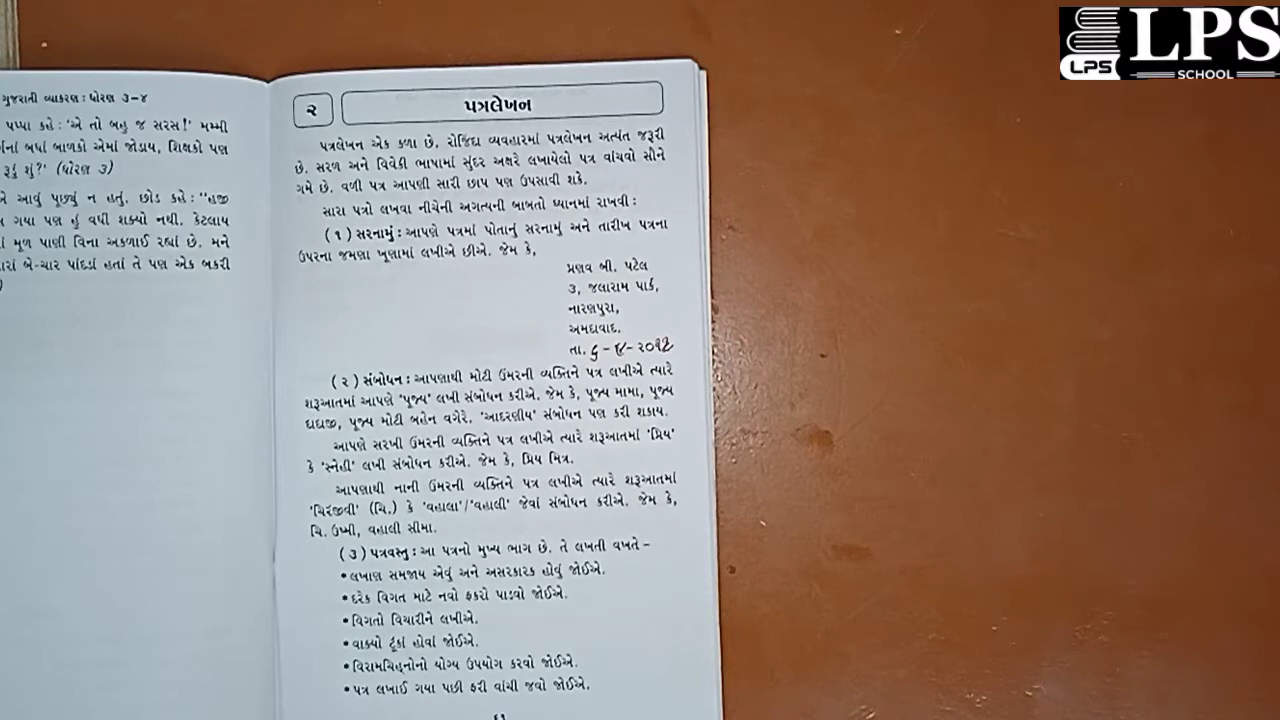 LPS
SCHOOL
LPS
ગુજરાતી વ્યાકરણ : ધોરણ ૩-૪
પપ્પા કહે : 'એ તો બહુ જ સરસ!' મમ્મી
બધાં બાળકો એમાં જોડાય, શિક્ષકો પણ
રૂડું શું?' (ધોરણ ૩)
આવું પૂછ્યું ન હતું. છોડ કહે : "હજી
ગયા પણ હું વધી શક્યો નથી. કેટલાય
મૂળ પાણી વિના અકળાઈ રહ્યાં છે. મને
બે-ચાર પાંદડાં હતાં તે પણ એક બકરી
૨
પત્રલેખન
પત્રલેખન એક કળા છે. રોજિંદા વ્યવહારમાં પત્રલેખન અત્યંત જરૂરી
છે. સરળ અને વિવેકી ભાષામાં સુંદર અક્ષરે લખાયેલો પત્ર વાંચવો સૌને
ગમે છે. વળી પત્ર આપણી સારી છાપ પણ ઉપસાવી શકે.
સારા પત્રો લખવા નીચેની અગત્યની બાબતો ધ્યાનમાં રાખવી :
(૧) સરનામું : આપણે પત્રમાં પોતાનું સરનામું અને તારીખ પત્રના
ઉપરના જમણા ખૂણામાં લખીએ છીએ. જેમ કે,
પ્રણવ બી. પટેલ
૩, જલારામ પાર્ક,
નારણપુરા,
અમદાવાદ.
તા.
(૨) સંબોધન : આપણાથી મોટી ઉંમરની વ્યક્તિને પત્ર લખીએ ત્યારે
શરૂઆતમાં આપણે 'પૂજ્ય' લખી સંબોધન કરીએ. જેમ કે, પૂજ્ય મામા, પૂજ્ય
દાદાજી, પૂજ્ય મોટી બહેન વગેરે. 'આદરણીય' સંબોધન પણ કરી શકાય.
આપણે સરખી ઉંમરની વ્યક્તિને પત્ર લખીએ ત્યારે શરૂઆતમાં 'પ્રિય'
કે 'સ્નેહી' લખી સંબોધન કરીએ. જેમ કે, પ્રિય મિત્ર.
આપણાથી નાની ઉંમરની વ્યક્તિને પત્ર લખીએ ત્યારે શરૂઆતમાં
'ચિરંજીવી' (ચિ.) કે 'વહાલા'/'વહાલી' જેવાં સંબોધન કરીએ. જેમ કે,
ચિ. ઉષ્મી, વહાલી સીમા.
(૩) પત્રવસ્તુ : આ પત્રનો મુખ્ય ભાગ છે. તે લખતી વખતે –
• લખાણ સમજાય એવું અને અસરકારક હોવું જોઈએ.
• દરેક વિગત માટે નવો ફકરો પાડવો જોઈએ.
• વિગતો વિચારીને લખીએ.
• વાક્યો ટૂંકાં હોવાં જોઈએ.
• વિરામચિહ્નોનો યોગ્ય ઉપયોગ કરવો જોઈએ.
• પત્ર લખાઈ ગયા પછી ફરી વાંચી જવો જોઈએ.